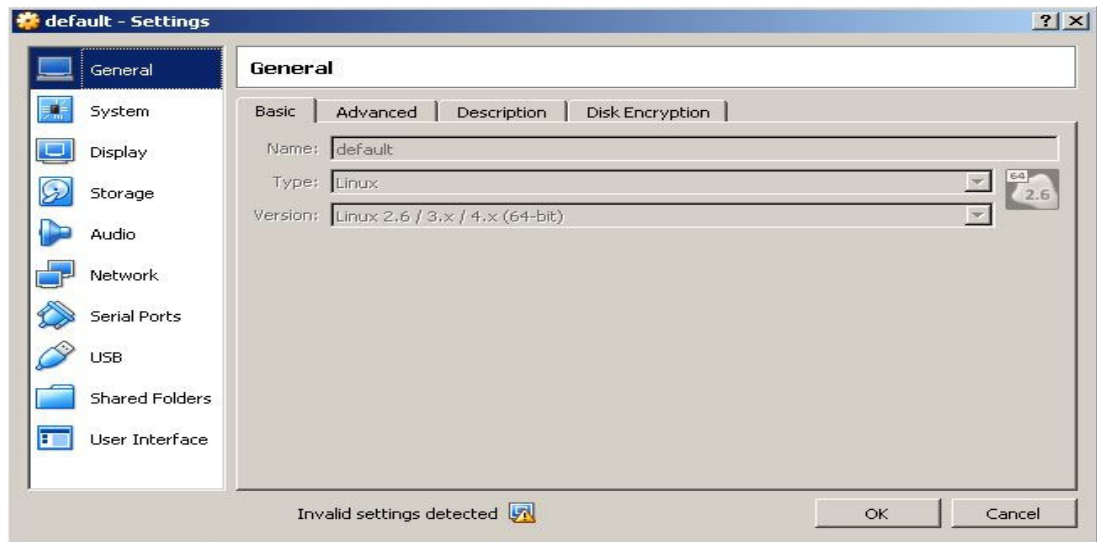 default - Settings
General
System
Display
Storage
Audio
Network
Serial Ports
USB
Shared Folders
User Interface
General
Basic Advanced Description Disk Encryption
Name: default
Type: Linux
64
2.6
Version: Linux 2.6 / 3.x / 4.x (64-bit)
Invalid settings detected
OK Cancel